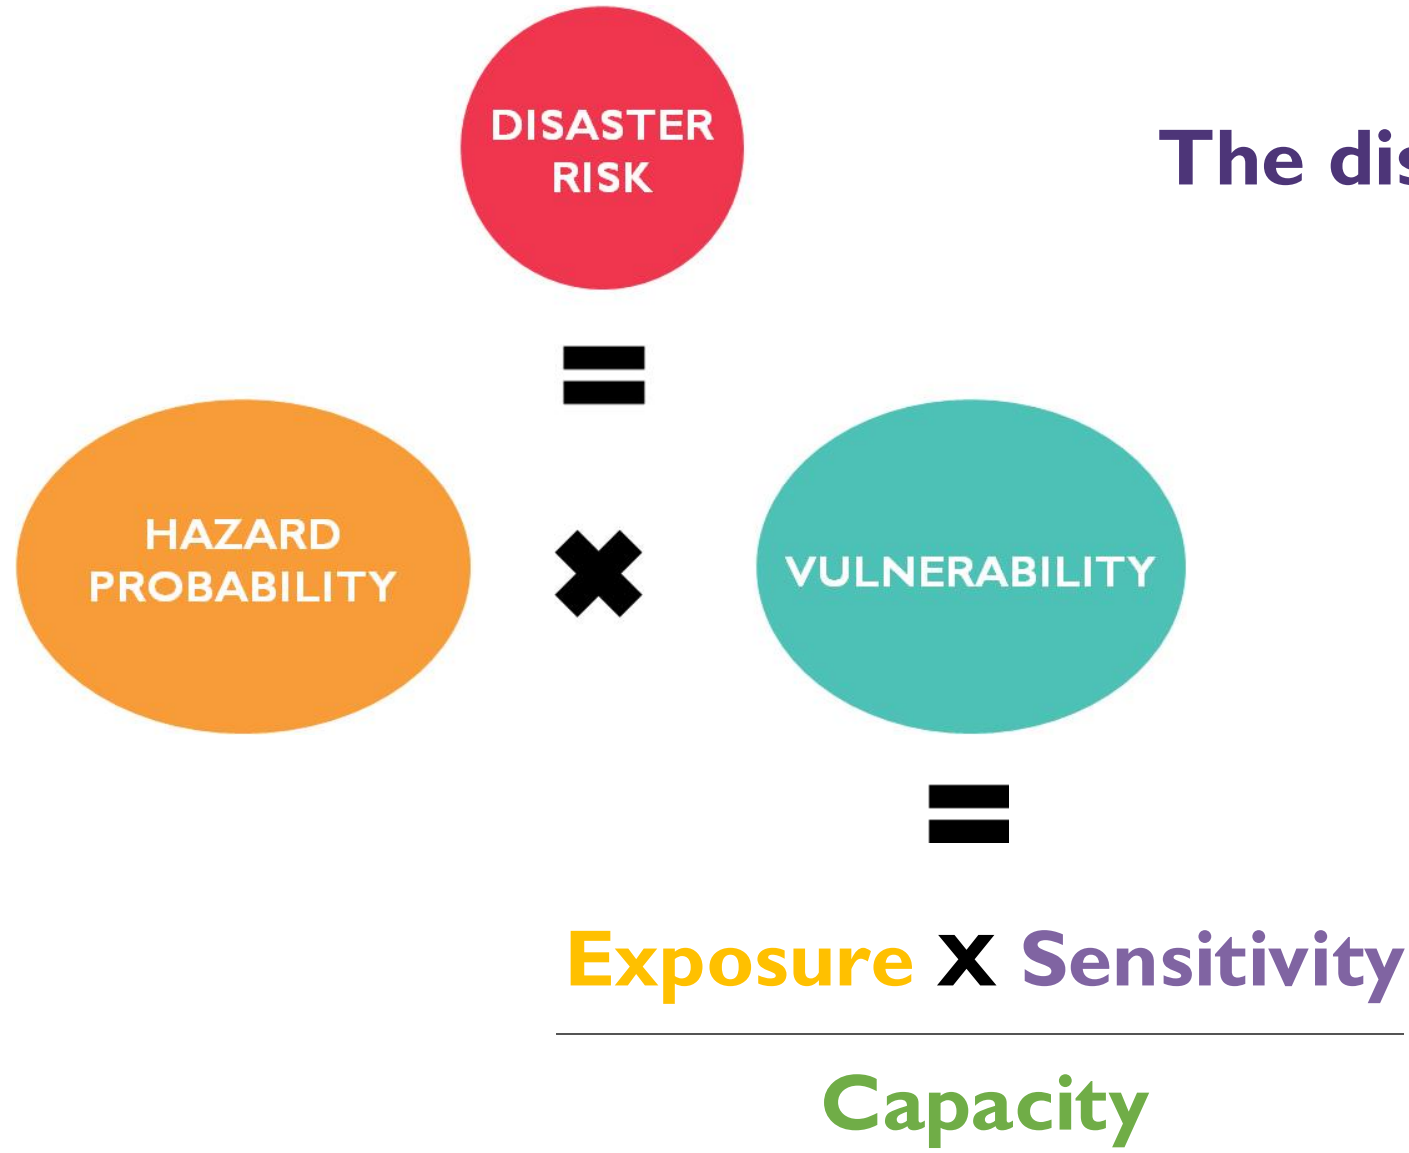 DISASTER
RISK
The dis
=
HAZARD
PROBABILITY
×
VULNERABILITY
=
Exposure X Sensitivity
Capacity